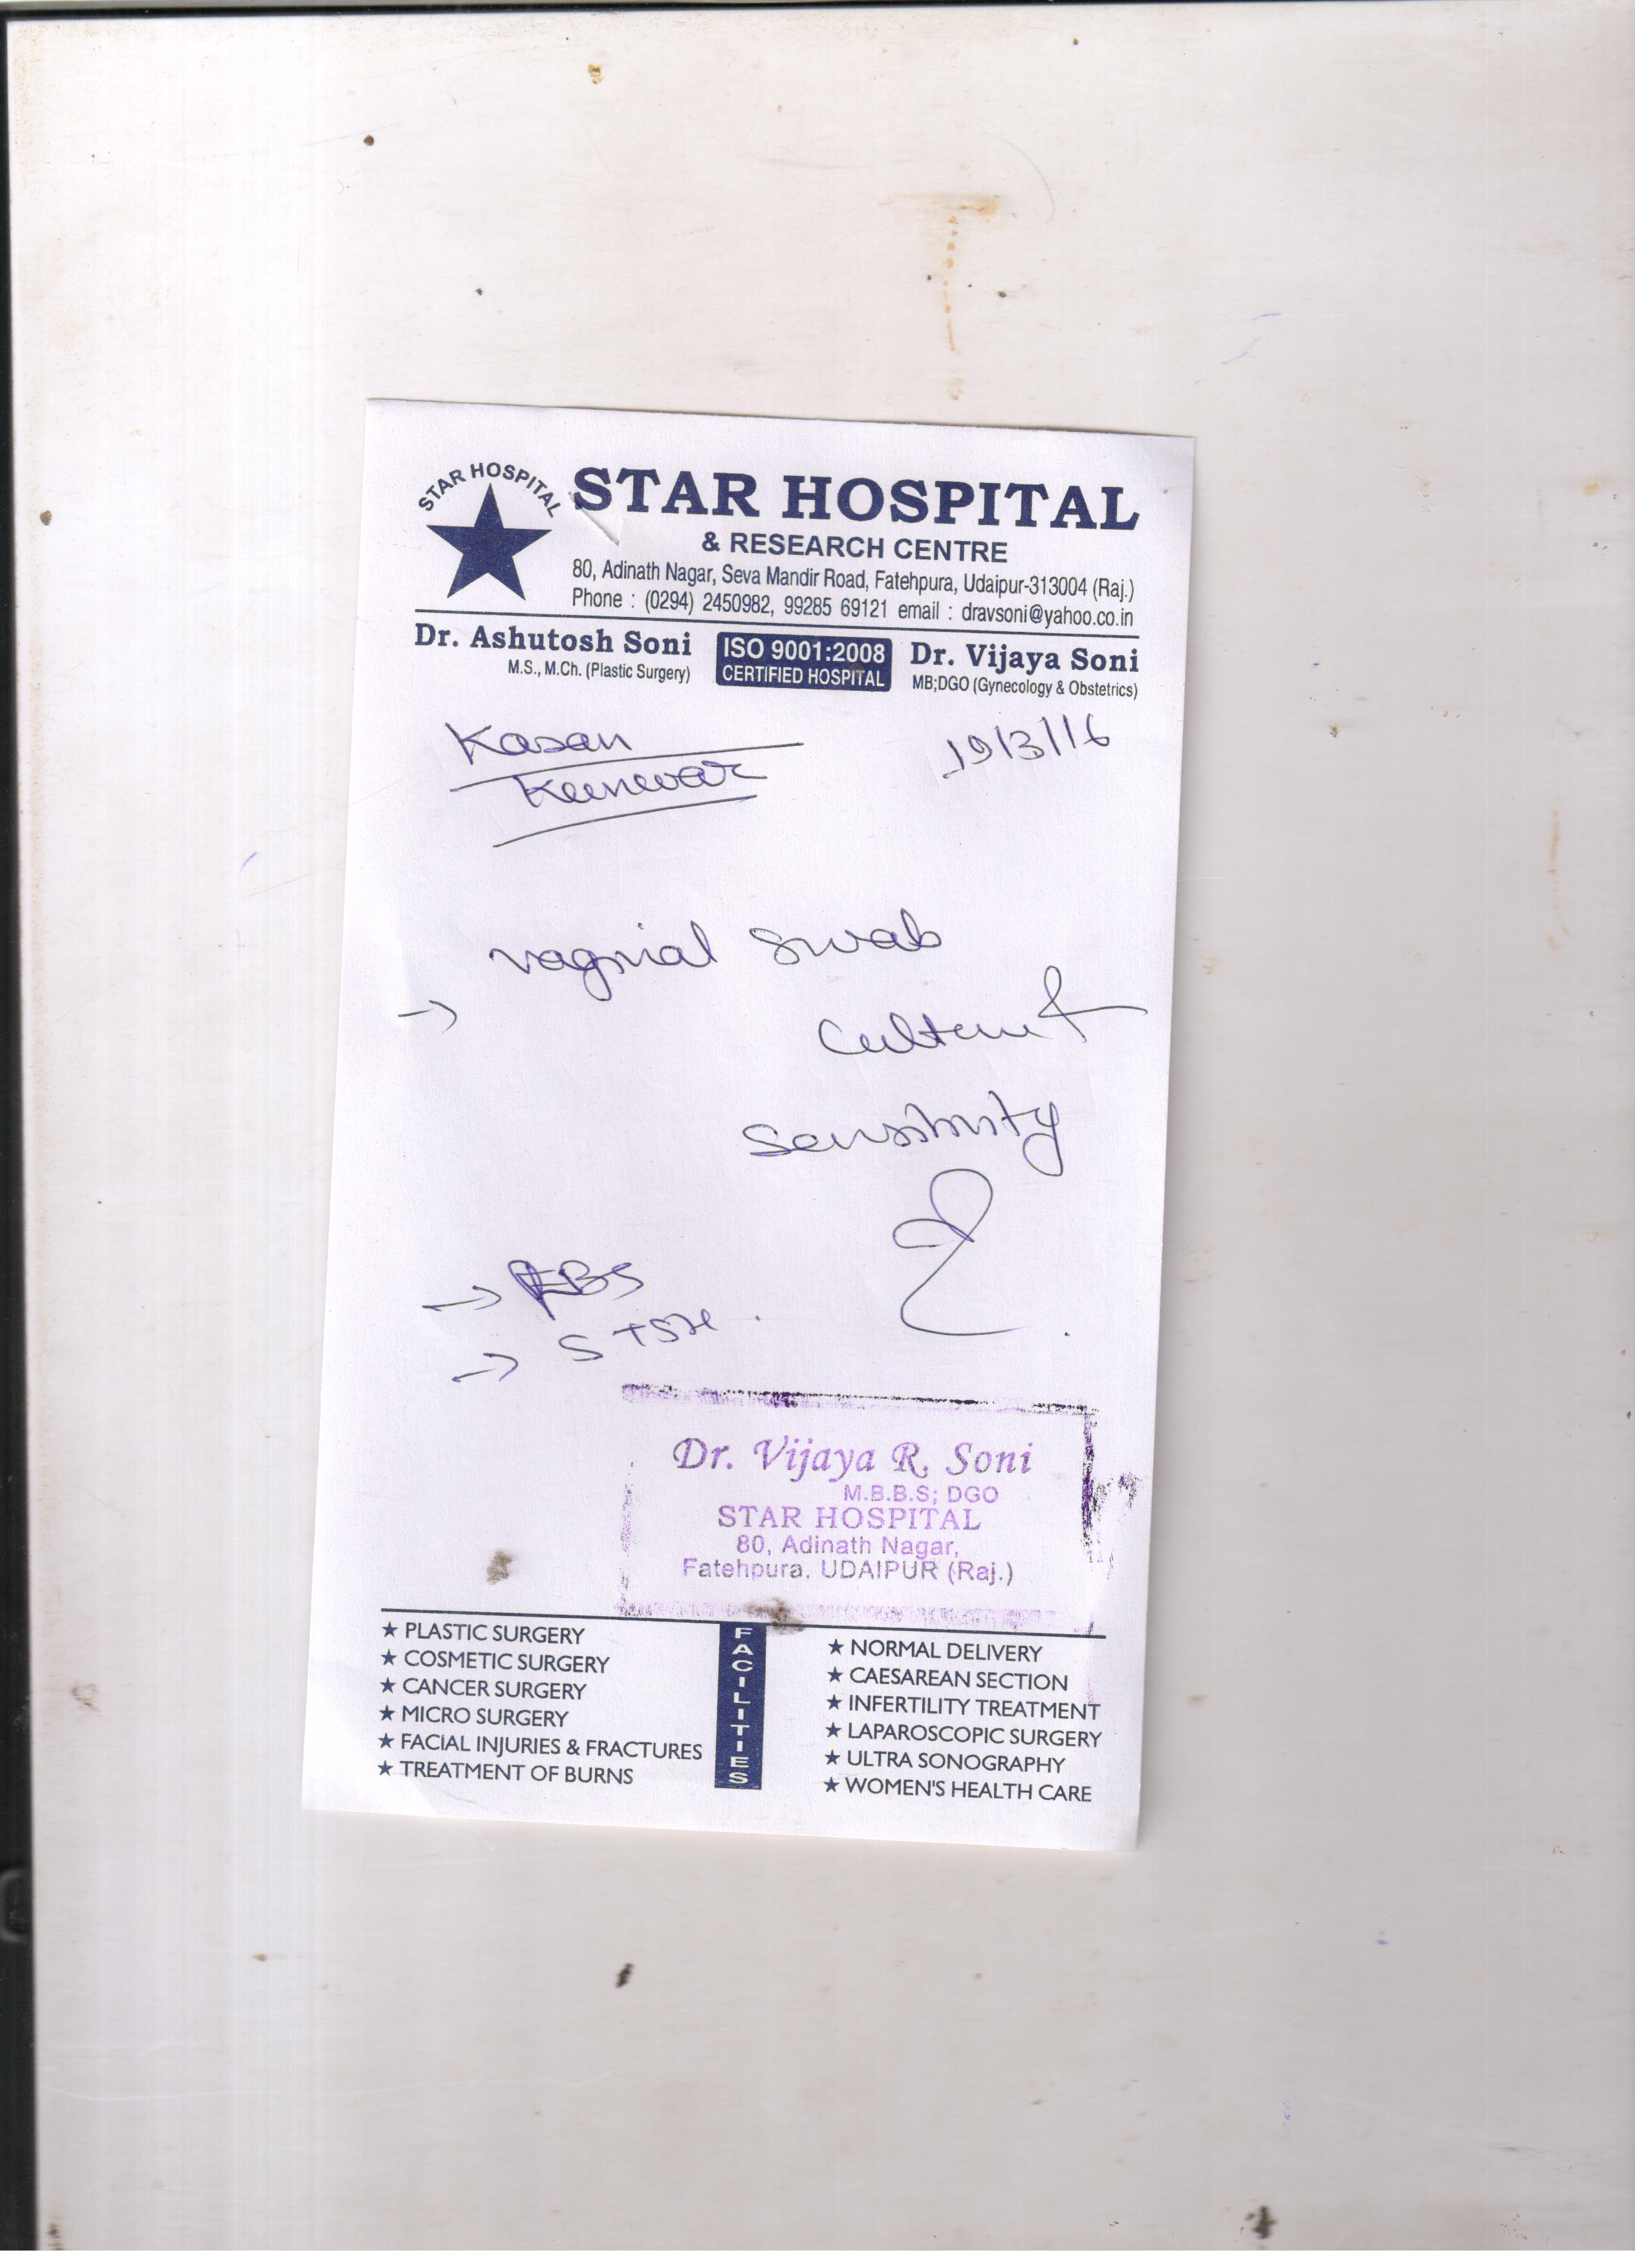 STAR HOSPITAL
STAR HOSPITAL
& RESEARCH CENTRE
80, Adinath Nagar, Seva Mandir Road, Fatehpura, Udaipur-313004 (Raj.)
Phone : (0294) 2450982, 99285 69121 email : dravsoni@yahoo.co.in
Dr. Ashutosh Soni
M.S., M.Ch. (Plastic Surgery)
ISO 9001:2008
CERTIFIED HOSPITAL
Dr. Vijaya Soni
MB;DGO (Gynecology & Obstetrics)
Kasan
Kunwar
19/3/16
vaginal swab
→
Culture &
Sensitivity
→ RBS
→ S TSH.
Dr. Vijaya R. Soni
M.B.B.S; DGO
STAR HOSPITAL
80, Adinath Nagar,
Fatehpura, UDAIPUR (Raj.)
★ PLASTIC SURGERY
★ COSMETIC SURGERY
★ CANCER SURGERY
★ MICRO SURGERY
★ FACIAL INJURIES & FRACTURES
★ TREATMENT OF BURNS
FACILITIES
★ NORMAL DELIVERY
★ CAESAREAN SECTION
★ INFERTILITY TREATMENT
★ LAPAROSCOPIC SURGERY
★ ULTRA SONOGRAPHY
★ WOMEN'S HEALTH CARE